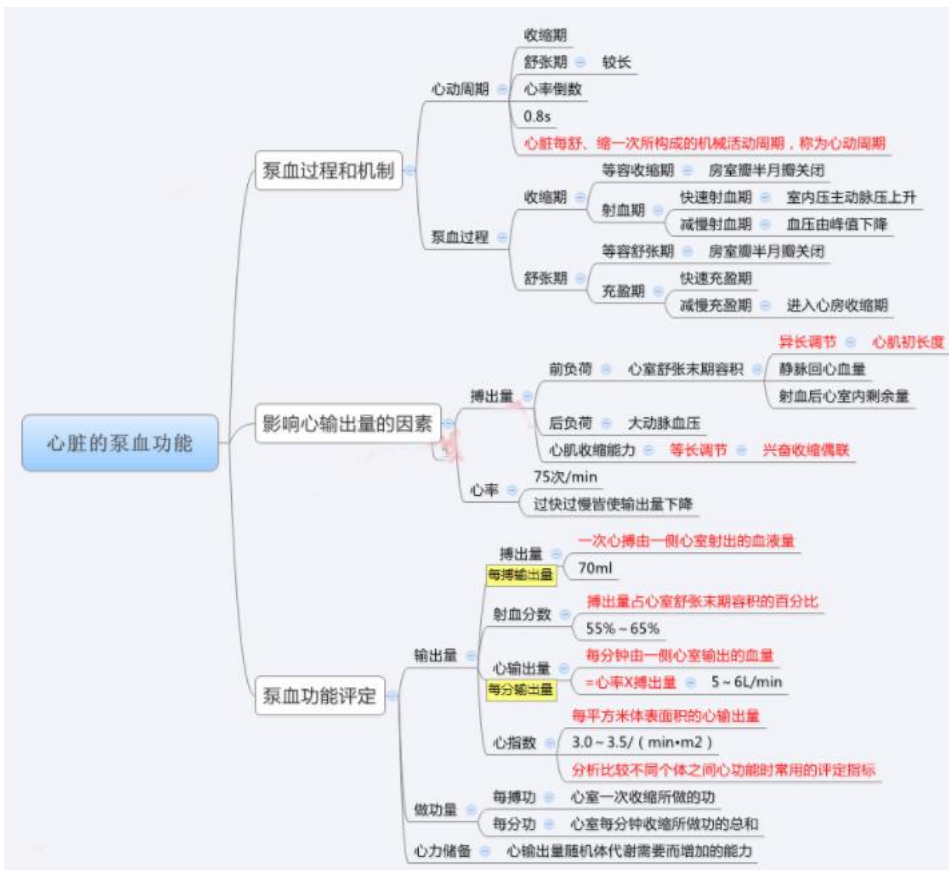 心脏的泵血功能
泵血过程和机制
心动周期
收缩期
舒张期
较长
心率倒数
0.8s
心脏每舒、缩一次所构成的机械活动周期，称为心动周期
泵血过程
收缩期
等容收缩期
房室瓣半月瓣关闭
射血期
快速射血期
室内压主动脉压上升
减慢射血期
血压由峰值下降
舒张期
等容舒张期
房室瓣半月瓣关闭
充盈期
快速充盈期
减慢充盈期
进入心房收缩期
影响心输出量的因素
搏出量
前负荷
心室舒张末期容积
异长调节
心肌初长度
静脉回心血量
射血后心室内剩余量
后负荷
大动脉血压
心肌收缩能力
等长调节
兴奋收缩偶联
心率
75次/min
过快过慢皆使输出量下降
泵血功能评定
输出量
搏出量
每搏输出量
一次心搏由一侧心室射出的血液量
70ml
射血分数
搏出量占心室舒张末期容积的百分比
55%～65%
心输出量
每分输出量
每分钟由一侧心室输出的血量
=心率X搏出量
5～6L/min
心指数
每平方米体表面积的心输出量
3.0～3.5/（min•m2）
分析比较不同个体之间心功能时常用的评定指标
做功量
每搏功
心室一次收缩所做的功
每分功
心室每分钟收缩所做功的总和
心力储备
心输出量随机体代谢需要而增加的能力